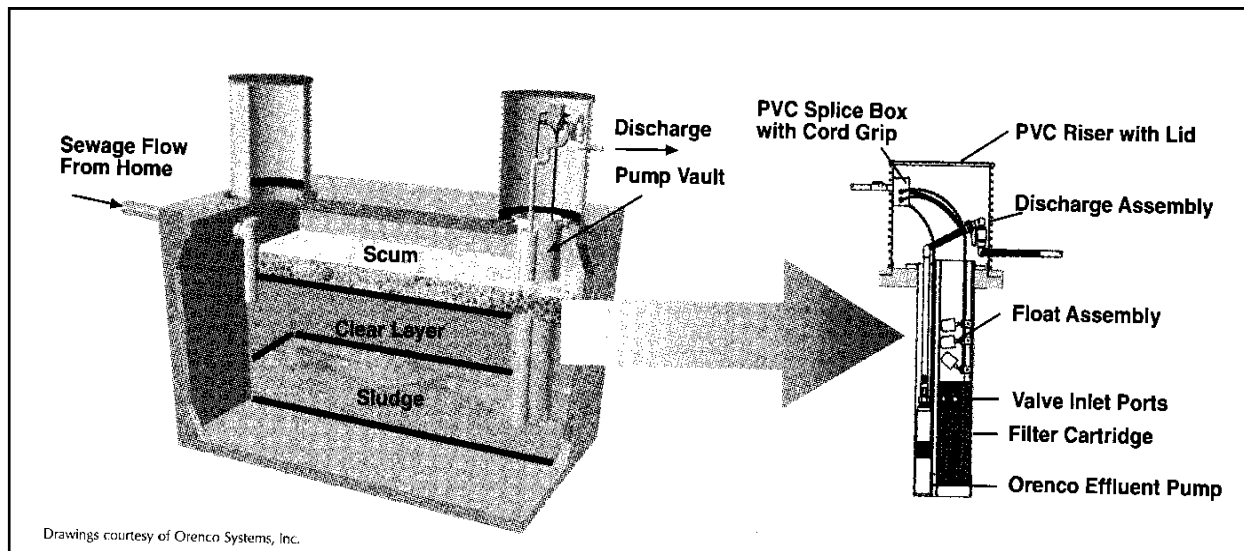 Sewage Flow
From Home
Discharge
Pump Vault
Scum
Clear Layer
Sludge
PVC Splice Box
with Cord Grip
PVC Riser with Lid
Discharge Assembly
Float Assembly
Valve Inlet Ports
Filter Cartridge
Orenco Effluent Pump
Drawings courtesy of Orenco Systems, Inc.